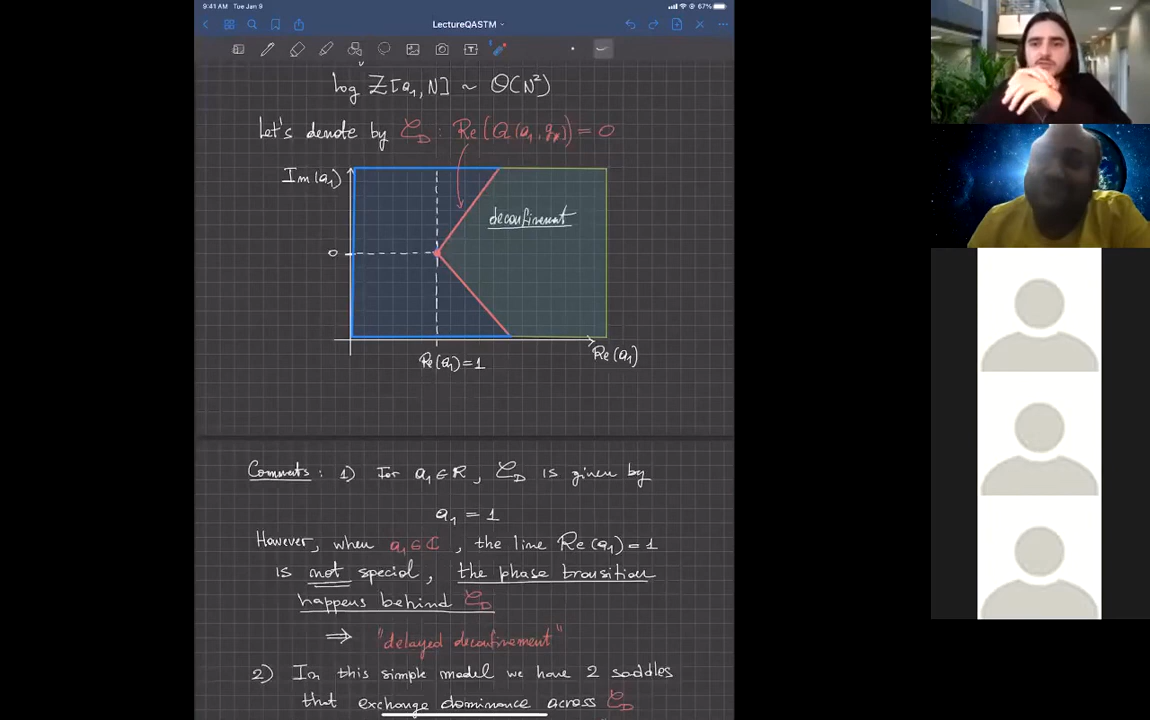 9:41 AM Tue Jan 9
67%
LectureQASTM
log Z[a₁, N] ~ O(N²)
Let's denote by 𝒞_D : Re(Q(a₁, g⁎)) = 0
Im(a₁)
deconfinement
0
Re(a₁)
Re(a₁) = 1
Comments : 1) For a₁ ∈ R, 𝒞_D is given by
a₁ = 1
However, when a₁ ∈ ℂ, the line Re(a₁) = 1
is not special, the phase transition
happens behind 𝒞_D
⇒ "delayed deconfinement"
2) In this simple model we have 2 saddles
that exchange dominance across 𝒞_D